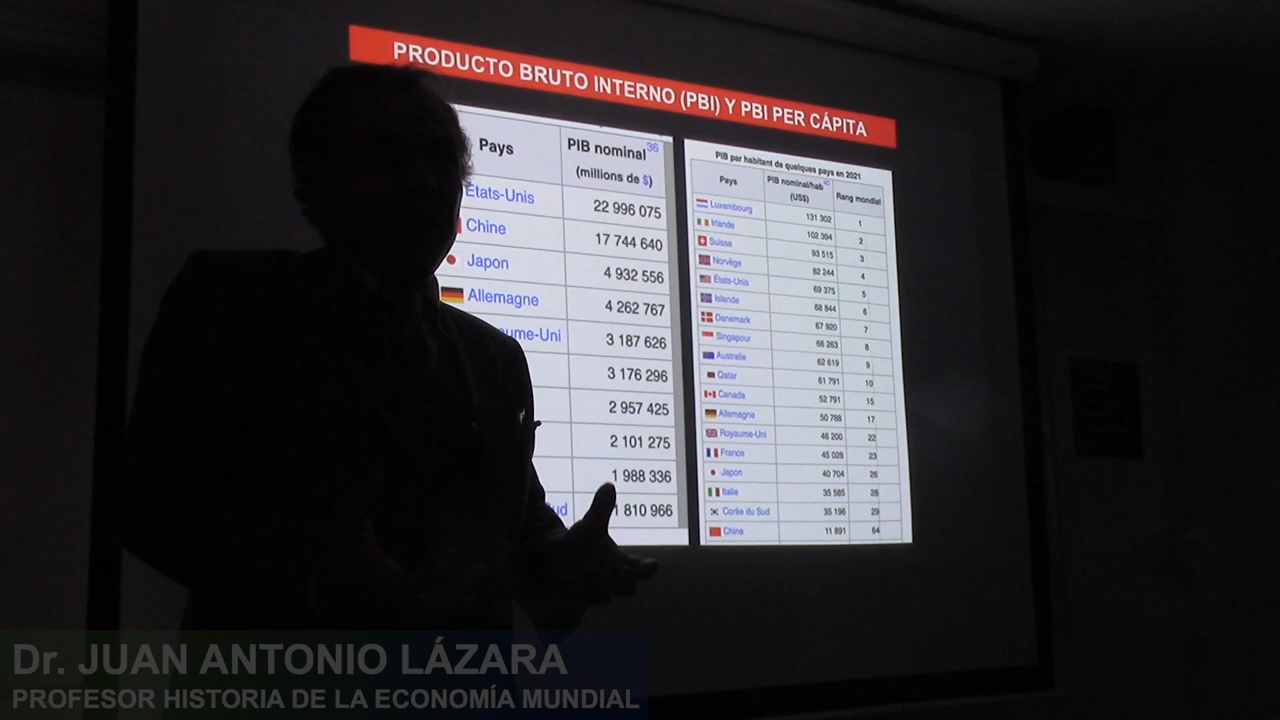 PRODUCTO BRUTO INTERNO (PBI) Y PBI PER CÁPITA
Pays PIB nominal36 (millions de $)
États-Unis 22 996 075
Chine 17 744 640
Japon 4 932 556
Allemagne 4 262 767
ume-Uni 3 187 626
3 176 296
2 957 425
2 101 275
1 988 336
ud 1 810 966
PIB par habitant de quelques pays en 2021
Pays PIB nominal/hab (US$) Rang mondial
Luxembourg 131 302 1
Irlande 102 394 2
Suisse 93 515 3
Norvège 82 244 4
États-Unis 69 375 5
Islande 68 844 6
Danemark 67 920 7
Singapour 66 263 8
Australie 62 619 9
Qatar 61 791 10
Canada 52 791 15
Allemagne 50 788 17
Royaume-Uni 46 200 22
France 45 028 23
Japon 40 704 26
Italie 35 585 28
Corée du Sud 35 196 29
Chine 11 891 64
Dr. JUAN ANTONIO LÁZARA
PROFESOR HISTORIA DE LA ECONOMÍA MUNDIAL